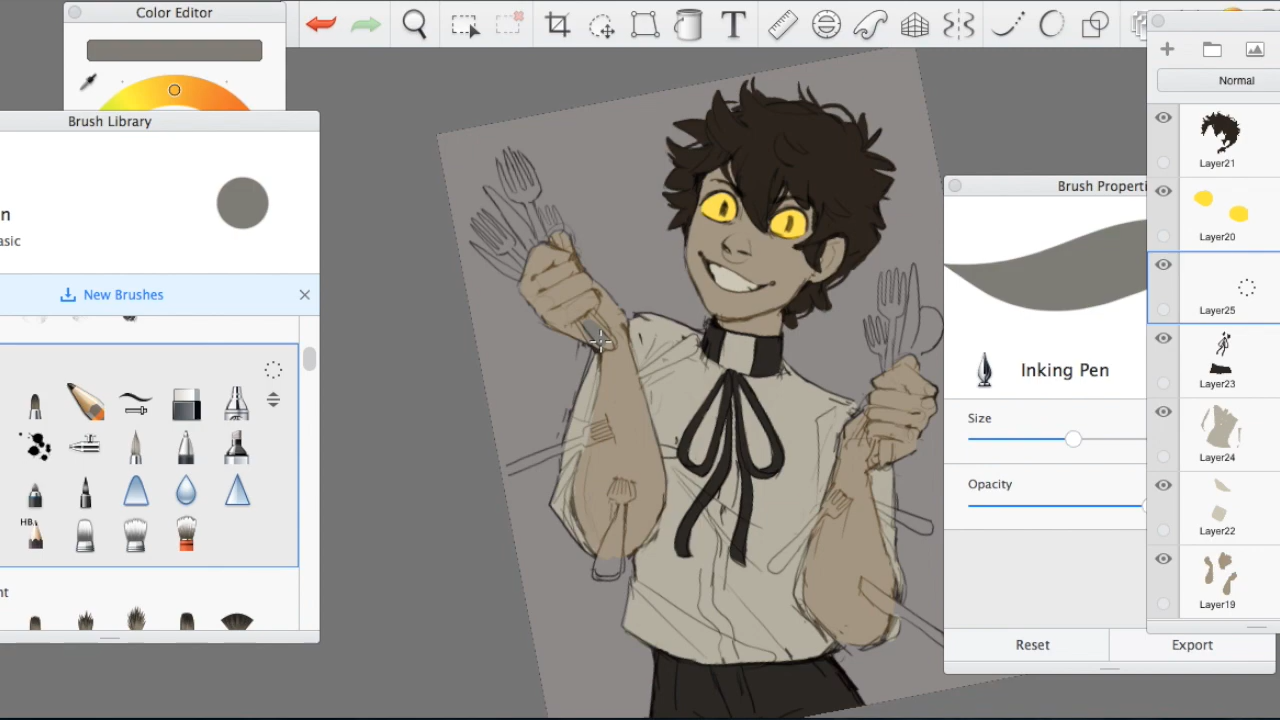 Color Editor
T
Brush Library
n
asic
New Brushes
HB.
nt
Brush Properti
Inking Pen
Size
Opacity
Reset
Export
Normal
Layer21
Layer20
Layer25
Layer23
Layer24
Layer22
Layer19